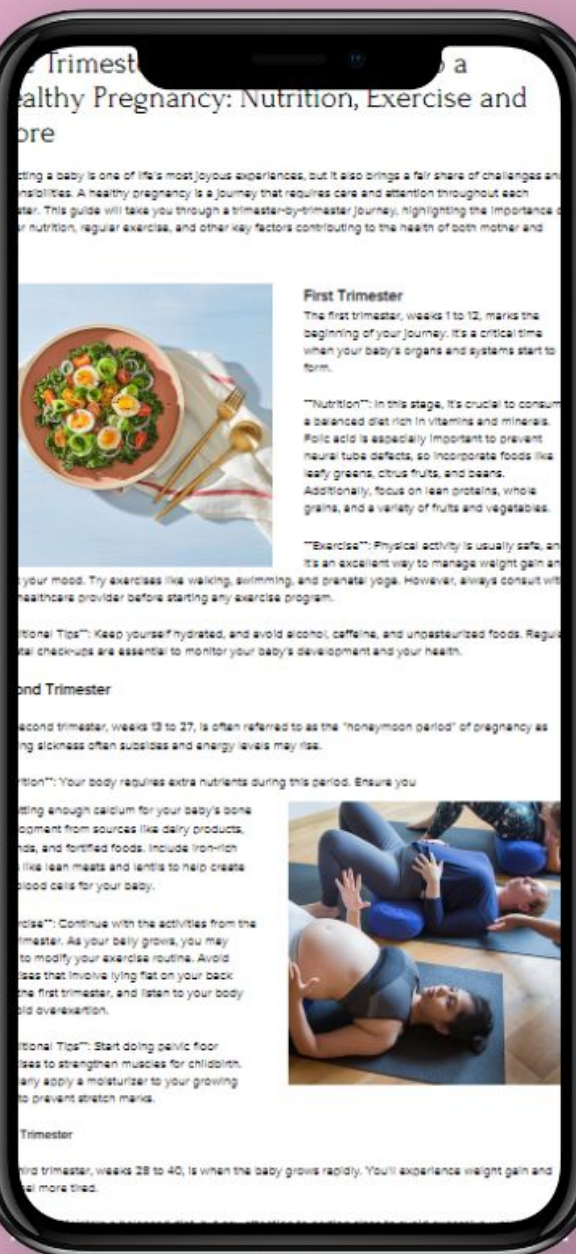 Trimest a
ealthy Pregnancy: Nutrition, Exercise and
ore
cting a baby is one of life's most joyous experiences, but it also brings a fair share of challenges and
onsibilities. A healthy pregnancy is a journey that requires care and attention throughout each
ster. This guide will take you through a trimester-by-trimester journey, highlighting the importance o
er nutrition, regular exercise, and other key factors contributing to the health of both mother and
First Trimester
The first trimester, weeks 1 to 12, marks the
beginning of your journey. It's a critical time
when your baby's organs and systems start to
form.
**Nutrition**: In this stage, it's crucial to consum
a balanced diet rich in vitamins and minerals.
Folic acid is especially important to prevent
neural tube defects, so incorporate foods like
leafy greens, citrus fruits, and beans.
Additionally, focus on lean proteins, whole
grains, and a variety of fruits and vegetables.
**Exercise**: Physical activity is usually safe, an
it's an excellent way to manage weight gain an
your mood. Try exercises like walking, swimming, and prenatal yoga. However, always consult with
healthcare provider before starting any exercise program.
itional Tips**: Keep yourself hydrated, and avoid alcohol, caffeine, and unpasteurized foods. Regula
atal check-ups are essential to monitor your baby's development and your health.
ond Trimester
econd trimester, weeks 13 to 27, is often referred to as the "honeymoon period" of pregnancy as
ing sickness often subsides and energy levels may rise.
rition**: Your body requires extra nutrients during this period. Ensure you
tting enough calcium for your baby's bone
opment from sources like dairy products,
nds, and fortified foods. Include iron-rich
like lean meats and lentils to help create
blood cells for your baby.
rcise**: Continue with the activities from the
rimester. As your belly grows, you may
to modify your exercise routine. Avoid
ises that involve lying flat on your back
the first trimester, and listen to your body
oid overexertion.
itional Tips**: Start doing pelvic floor
ises to strengthen muscles for childbirth.
arly apply a moisturizer to your growing
to prevent stretch marks.
Trimester
hird trimester, weeks 28 to 40, is when the baby grows rapidly. You'll experience weight gain and
el more tired.